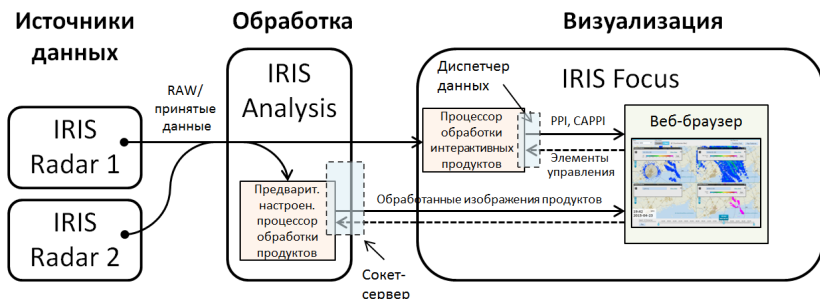 Источники
данных
Обработка
Визуализация
IRIS
Radar 1
IRIS
Radar 2
RAW/
принятые
данные
IRIS
Analysis
Предварит.
настроен.
процессор
обработки
продуктов
Сокет-
сервер
Диспетчер
данных
IRIS Focus
Процессор
обработки
интерактивных
продуктов
PPI, CAPPI
Элементы
управления
Обработанные изображения продуктов
Веб-браузер